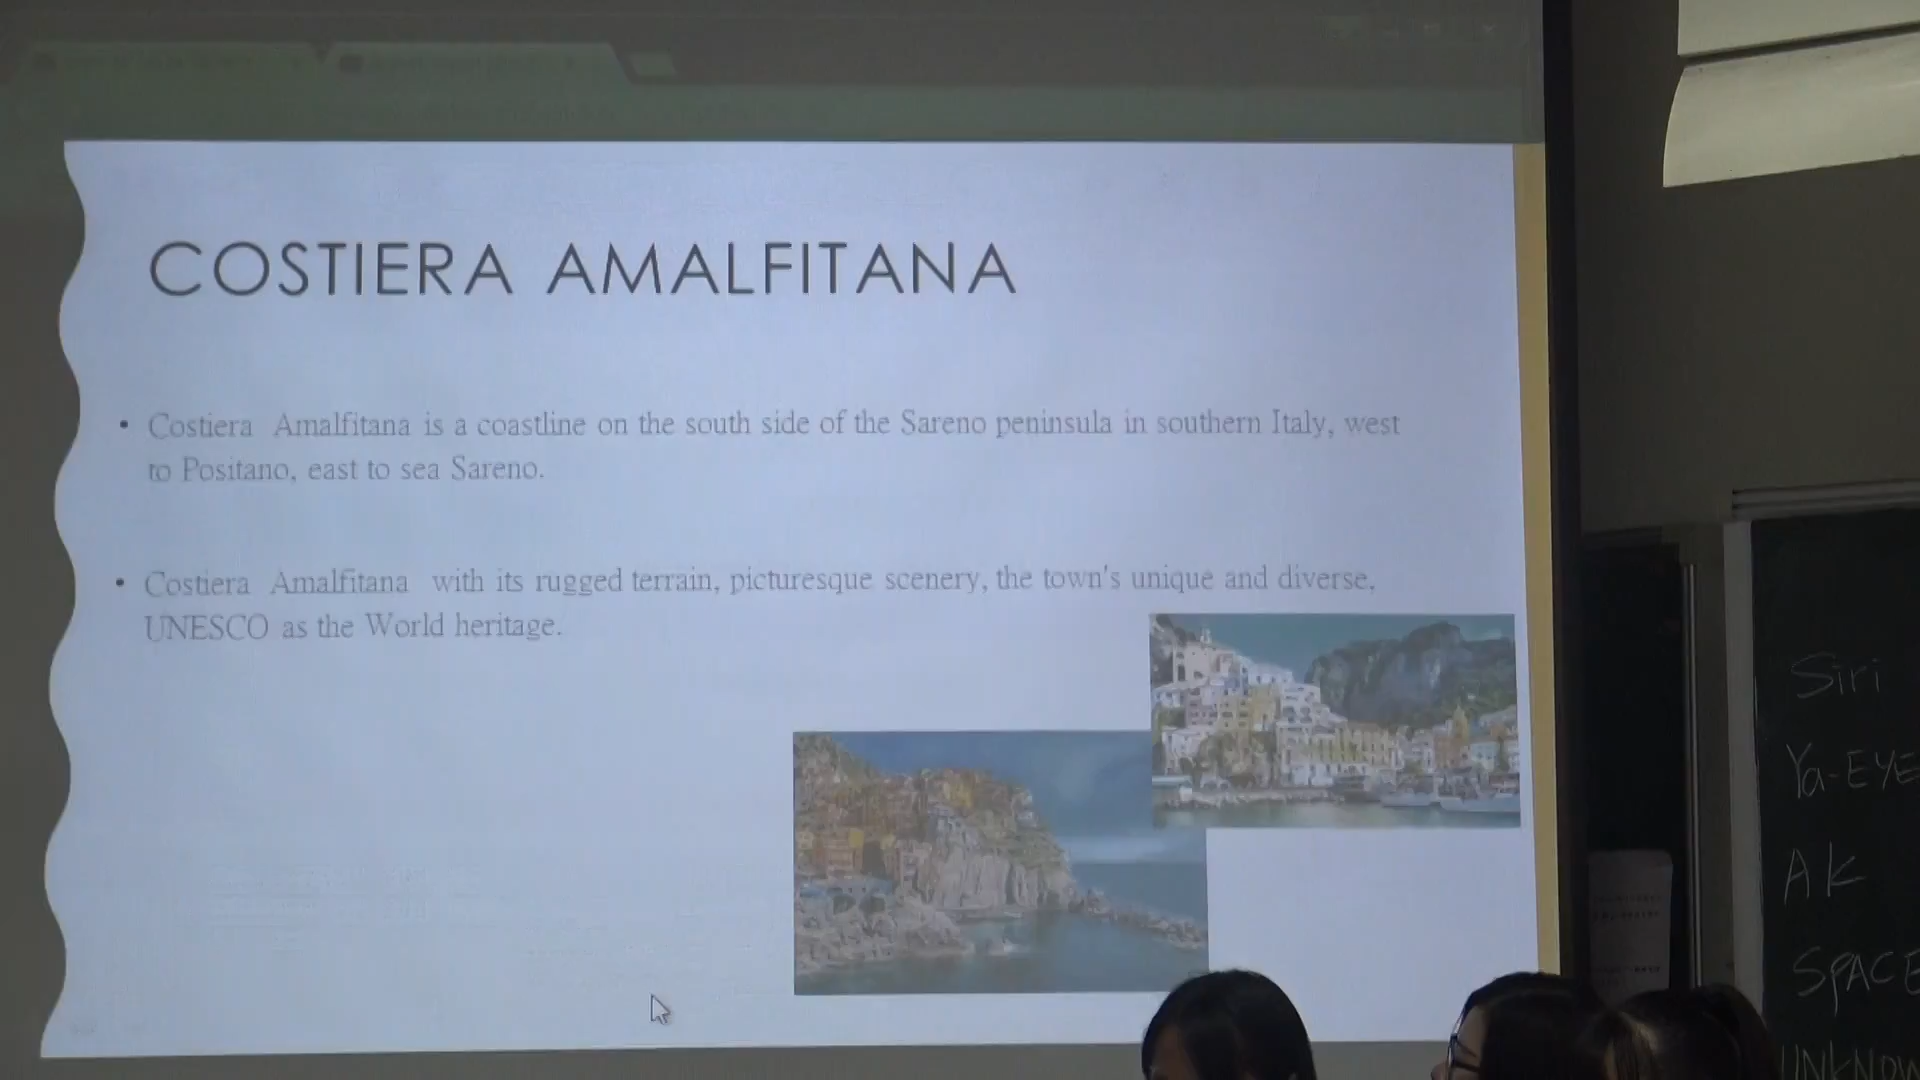 COSTIERA AMALFITANA
• Costiera Amalfitana is a coastline on the south side of the Sareno peninsula in southern Italy, west
to Positano, east to sea Sareno.
• Costiera Amalfitana with its rugged terrain, picturesque scenery, the town's unique and diverse,
UNESCO as the World heritage.
Siri
Ya-EYE
AK
SPACE
UNKNOW